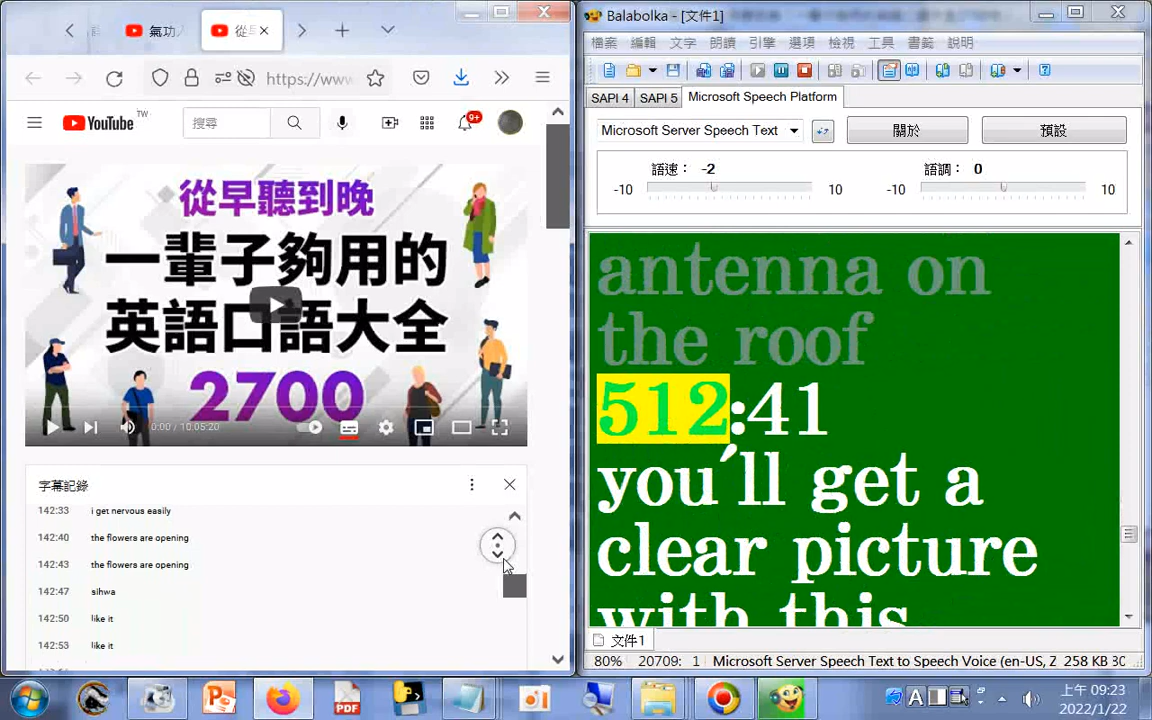 氣功
從
https://www
YouTube TW
搜尋
9+
從早聽到晚
一輩子夠用的
英語口語大全
2700
0:00 / 10:05:20
字幕記錄
142:33 i get nervous easily
142:40 the flowers are opening
142:43 the flowers are opening
142:47 sihwa
142:50 like it
142:53 like it
Balabolka - [文件1]
檔案 編輯 文字 朗讀 引擎 選項 檢視 工具 書籤 說明
SAPI 4 SAPI 5 Microsoft Speech Platform
Microsoft Server Speech Text 關於 預設
語速： -2 語調： 0
-10 10 -10 10
antenna on
the roof
512:41
you'll get a
clear picture
with this
文件1
80% 20709: 1 Microsoft Server Speech Text to Speech Voice (en-US, Z 258 KB
PDF
A
上午 09:23
2022/1/22